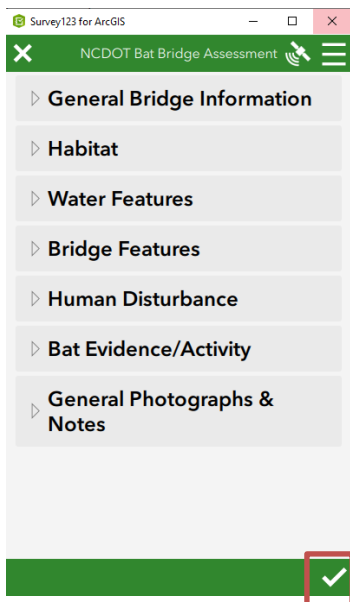 Survey123 for ArcGIS
NCDOT Bat Bridge Assessment
General Bridge Information
Habitat
Water Features
Bridge Features
Human Disturbance
Bat Evidence/Activity
General Photographs &
Notes